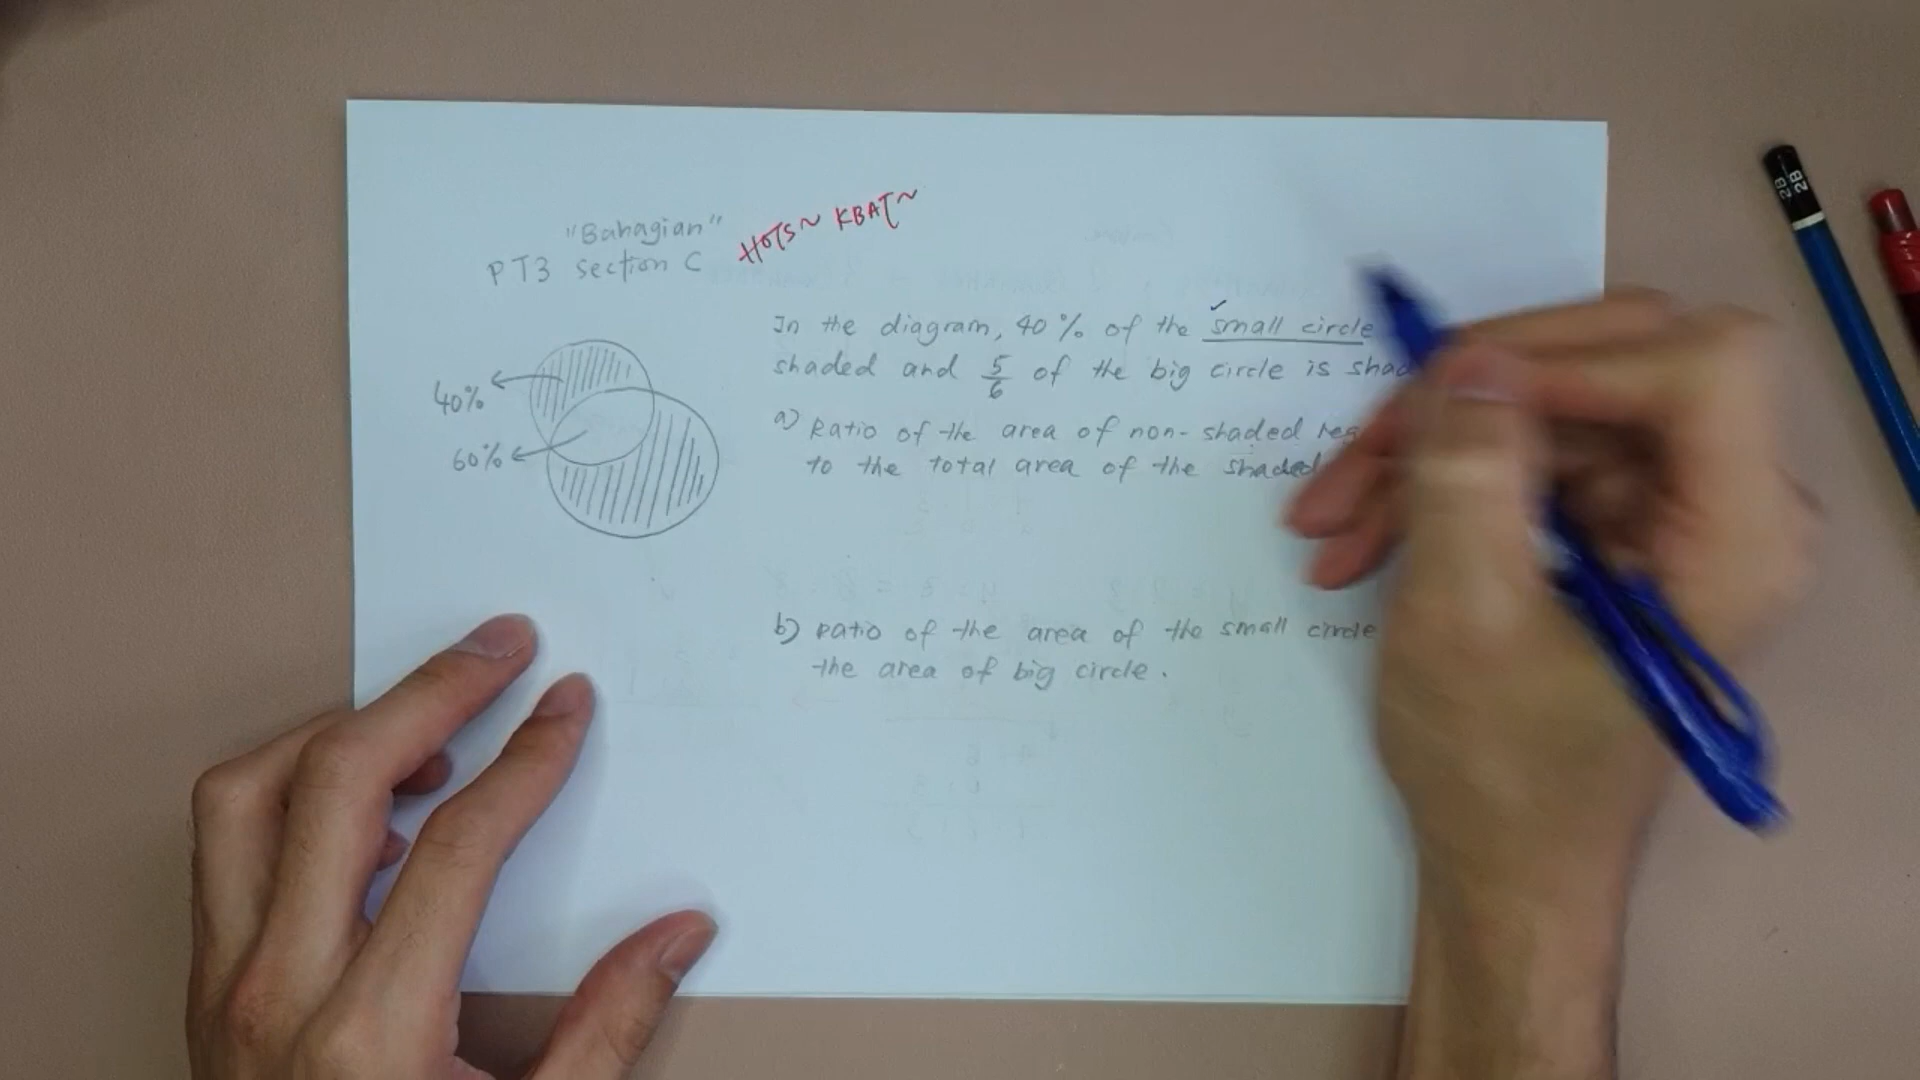 "Bahagian"
PT3 section C
HOTS~ KBAT~
In the diagram, 40% of the small circle
shaded and 5/6 of the big circle is
a) Ratio of the area of non-shaded
to the total area of the shaded
40%
60%
b) Ratio of the area of the small circle
the area of big circle.
2B
2B